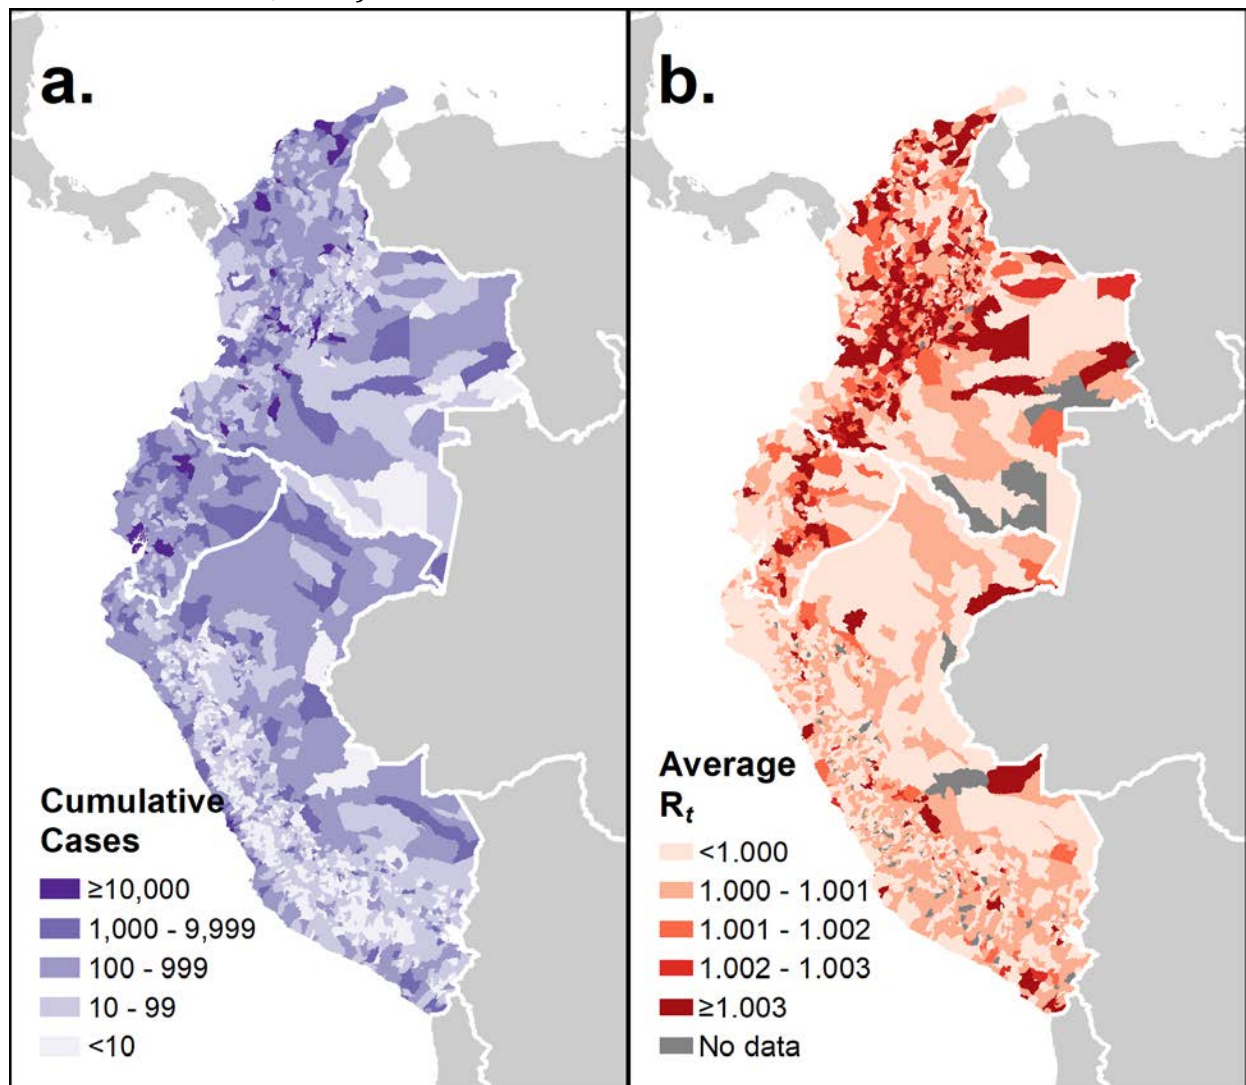 a.
Cumulative
Cases
≥10,000
1,000 - 9,999
100 - 999
10 - 99
<10
b.
Average
Rt
<1.000
1.000 - 1.001
1.001 - 1.002
1.002 - 1.003
≥1.003
No data